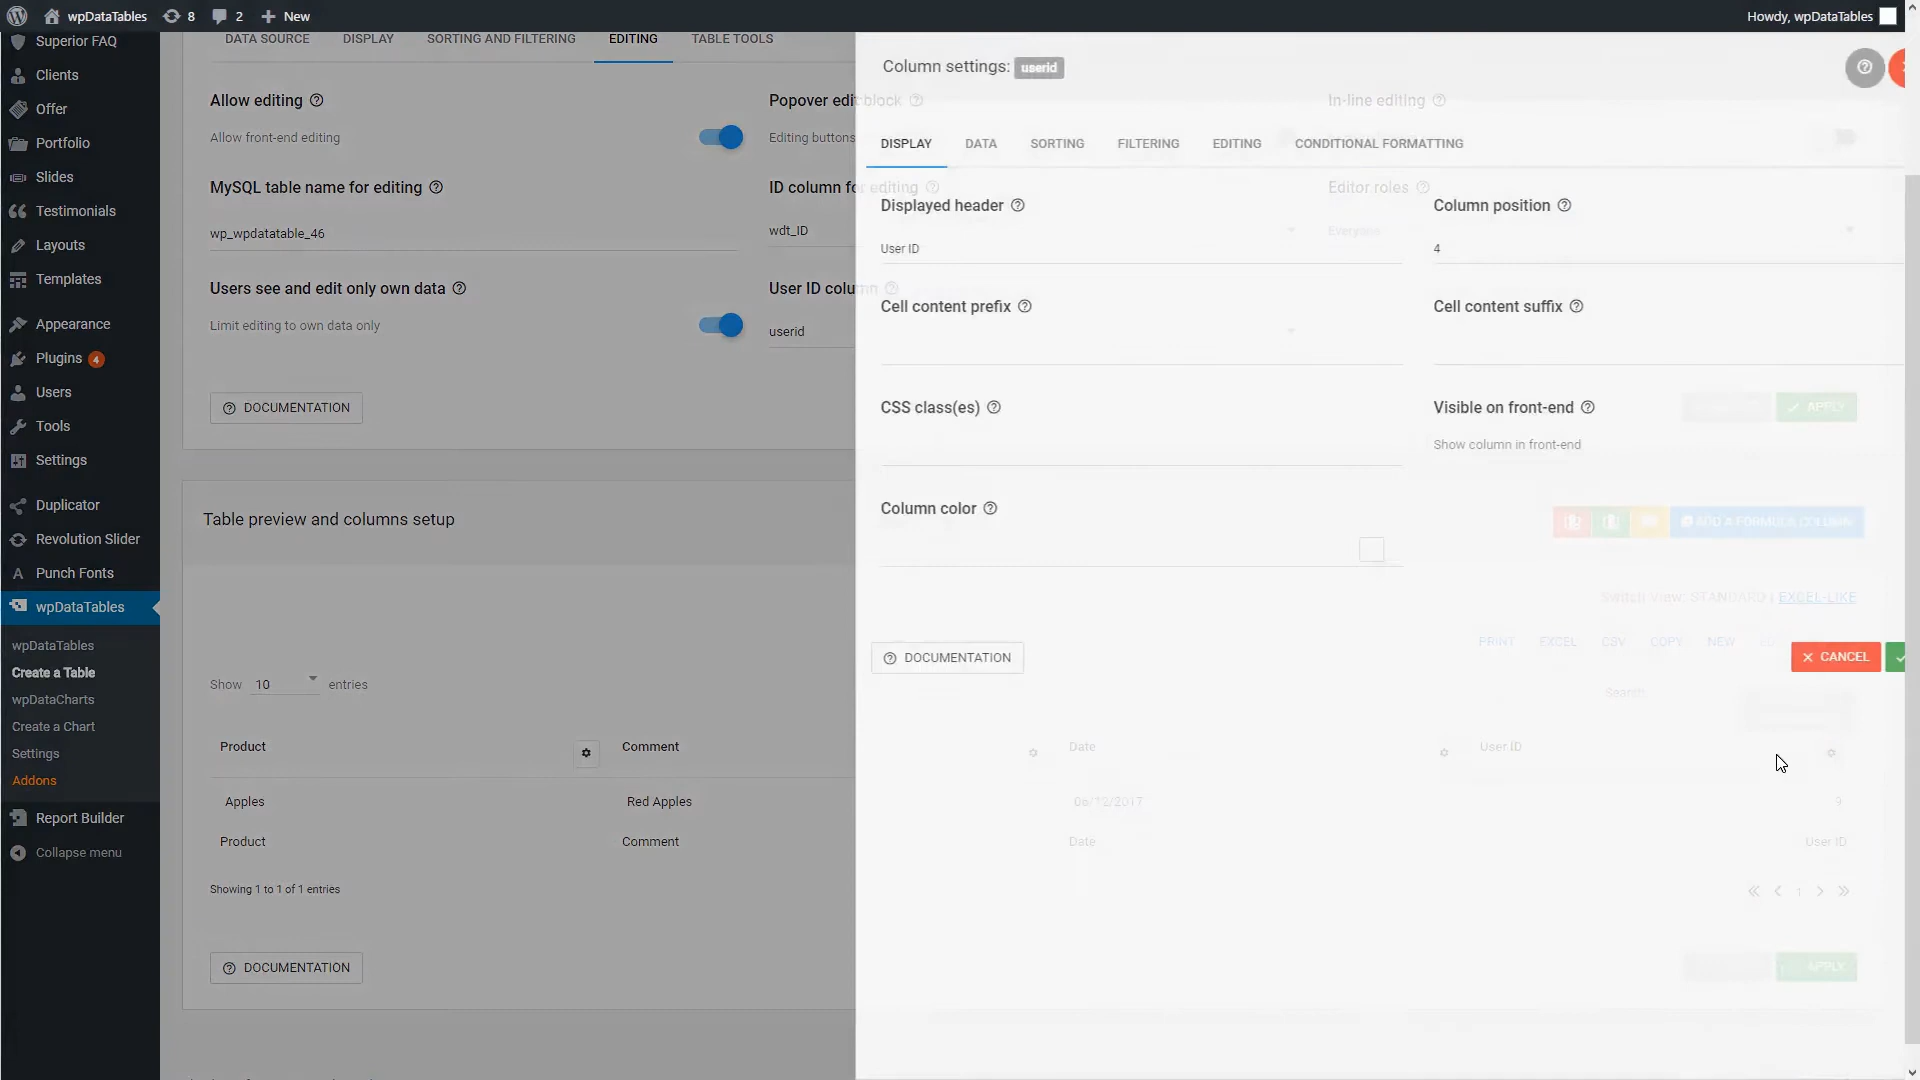 wpDataTables
8
2
New
Howdy, wpDataTables
Superior FAQ
Clients
Offer
Portfolio
Slides
Testimonials
Layouts
Templates
Appearance
Plugins 4
Users
Tools
Settings
Duplicator
Revolution Slider
Punch Fonts
wpDataTables
wpDataTables
Create a Table
wpDataCharts
Create a Chart
Settings
Addons
Report Builder
Collapse menu
DATA SOURCE
DISPLAY
SORTING AND FILTERING
EDITING
TABLE TOOLS
Allow editing
Allow front-end editing
Popover edit block
Editing buttons
In-line editing
MySQL table name for editing
wp_wpdatatable_46
ID column for editing
wdt_ID
Editor roles
Everyone
Users see and edit only own data
Limit editing to own data only
User ID column
userid
DOCUMENTATION
APPLY
Column settings: userid
DISPLAY
DATA
SORTING
FILTERING
EDITING
CONDITIONAL FORMATTING
Displayed header
User ID
Column position
4
Cell content prefix
Cell content suffix
CSS class(es)
Visible on front-end
Show column in front-end
Column color
DOCUMENTATION
CANCEL
Table preview and columns setup
ADD A FORMULA COLUMN
Switch View: STANDARD | EXCEL-LIKE
PRINT
EXCEL
CSV
COPY
NEW
Show 10 entries
Search:
Product
Comment
Date
User ID
Apples
Red Apples
06/12/2017
9
Product
Comment
Date
User ID
Showing 1 to 1 of 1 entries
1
DOCUMENTATION
APPLY